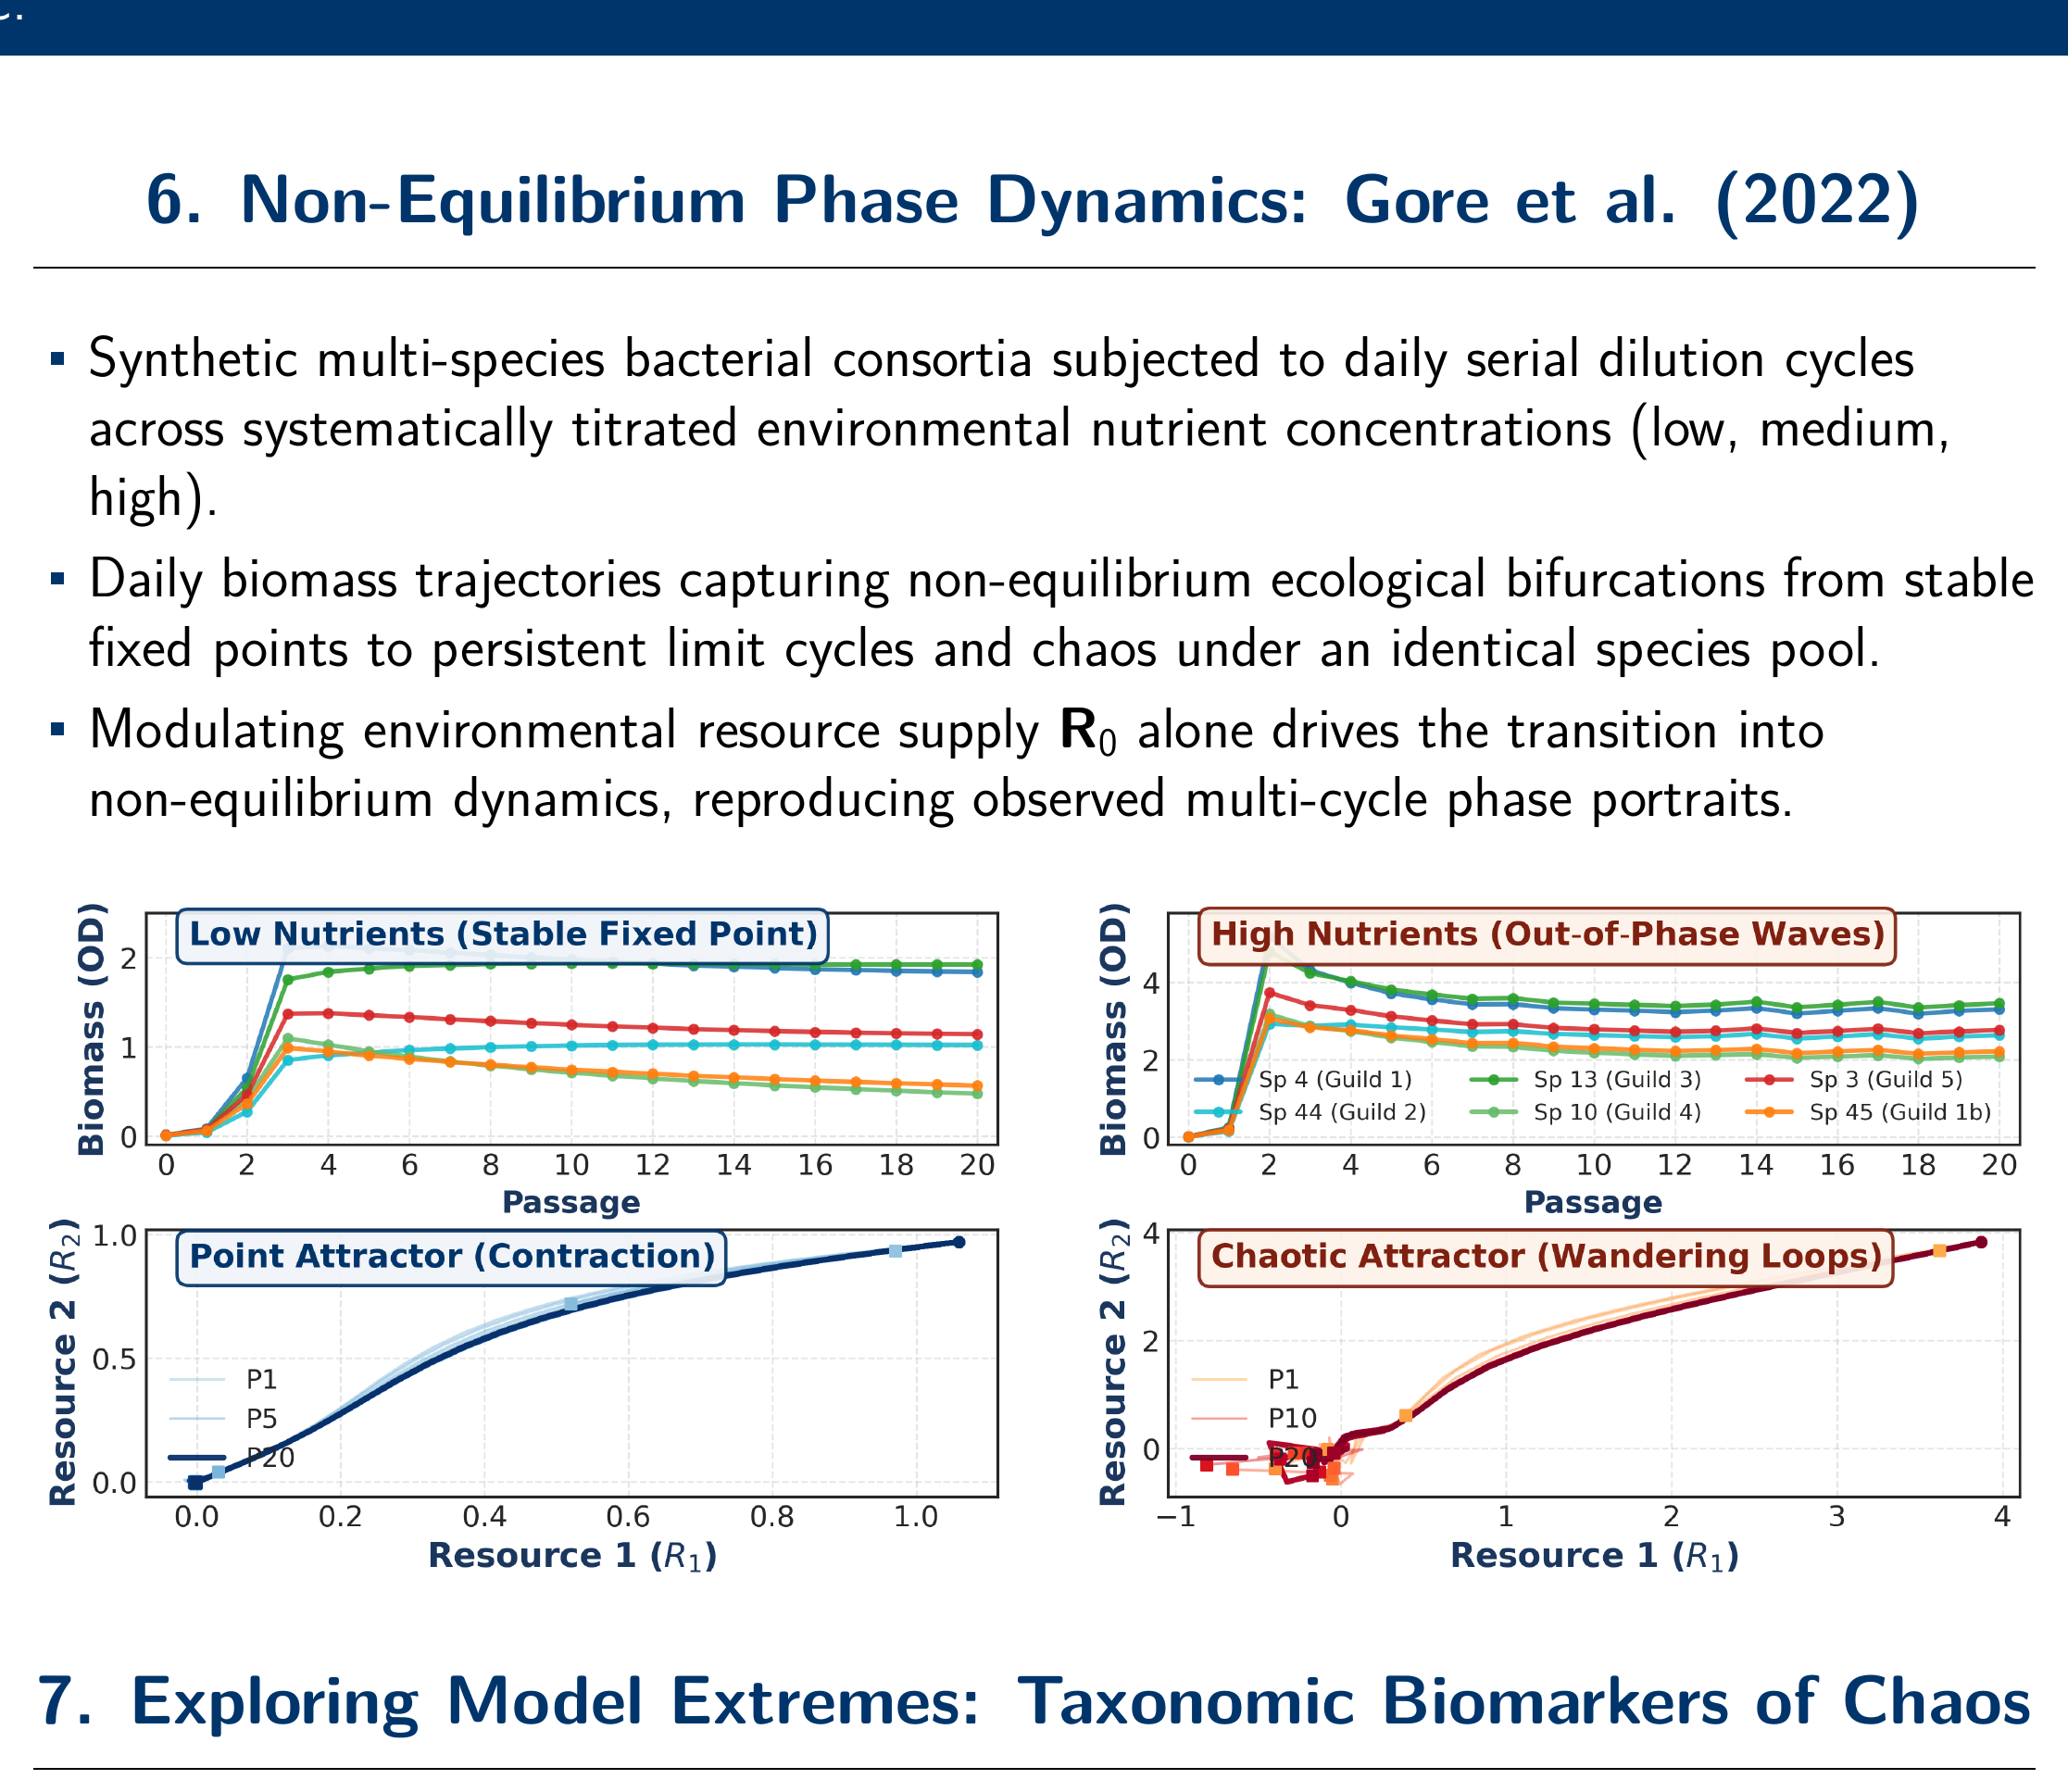 6. Non-Equilibrium Phase Dynamics: Gore et al. (2022)
▪ Synthetic multi-species bacterial consortia subjected to daily serial dilution cycles
across systematically titrated environmental nutrient concentrations (low, medium,
high).
▪ Daily biomass trajectories capturing non-equilibrium ecological bifurcations from stable
fixed points to persistent limit cycles and chaos under an identical species pool.
▪ Modulating environmental resource supply R₀ alone drives the transition into
non-equilibrium dynamics, reproducing observed multi-cycle phase portraits.
Low Nutrients (Stable Fixed Point)
Biomass (OD)
2
1
0
0 2 4 6 8 10 12 14 16 18 20
Passage
High Nutrients (Out-of-Phase Waves)
Biomass (OD)
4
2
0
Sp 4 (Guild 1) Sp 13 (Guild 3) Sp 3 (Guild 5)
Sp 44 (Guild 2) Sp 10 (Guild 4) Sp 45 (Guild 1b)
0 2 4 6 8 10 12 14 16 18 20
Passage
Point Attractor (Contraction)
Resource 2 (R₂)
1.0
0.5
0.0
P1
P5
P20
0.0 0.2 0.4 0.6 0.8 1.0
Resource 1 (R₁)
Chaotic Attractor (Wandering Loops)
Resource 2 (R₂)
4
2
0
P1
P10
P20
−1 0 1 2 3 4
Resource 1 (R₁)
7. Exploring Model Extremes: Taxonomic Biomarkers of Chaos